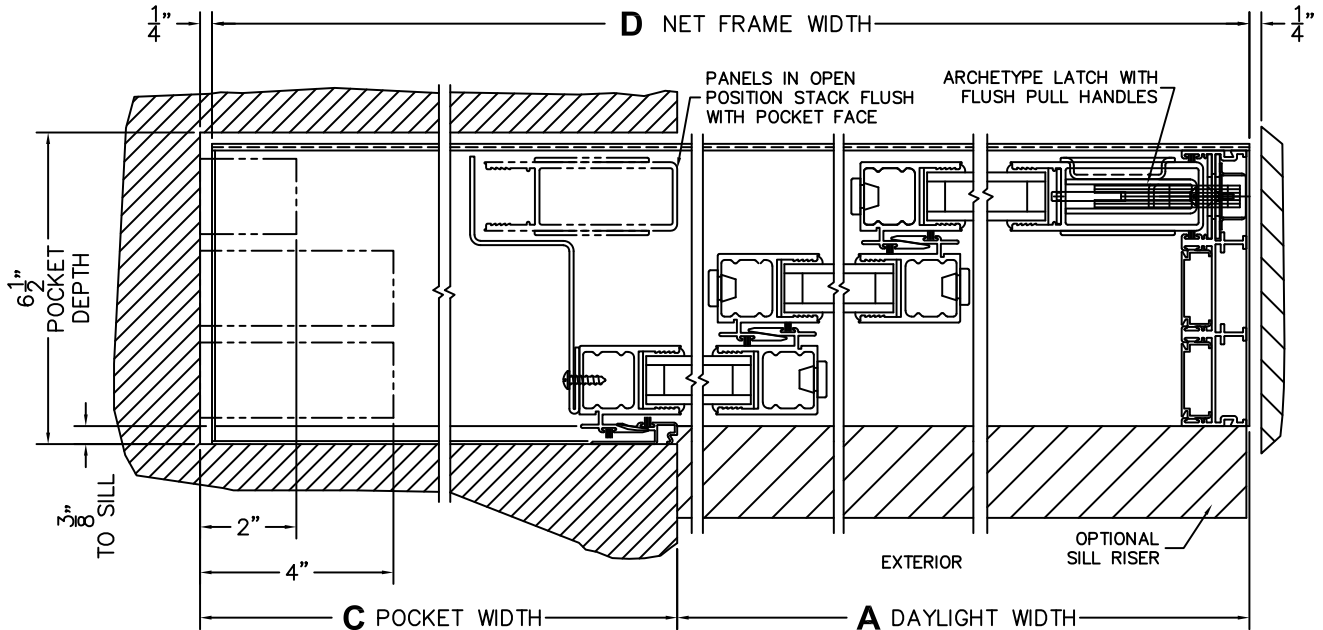 1/4"
D NET FRAME WIDTH
1/4"
PANELS IN OPEN
POSITION STACK FLUSH
WITH POCKET FACE
ARCHETYPE LATCH WITH
FLUSH PULL HANDLES
6 1/2"
POCKET
DEPTH
3/8"
TO SILL
2"
4"
OPTIONAL
SILL RISER
EXTERIOR
C POCKET WIDTH
A DAYLIGHT WIDTH